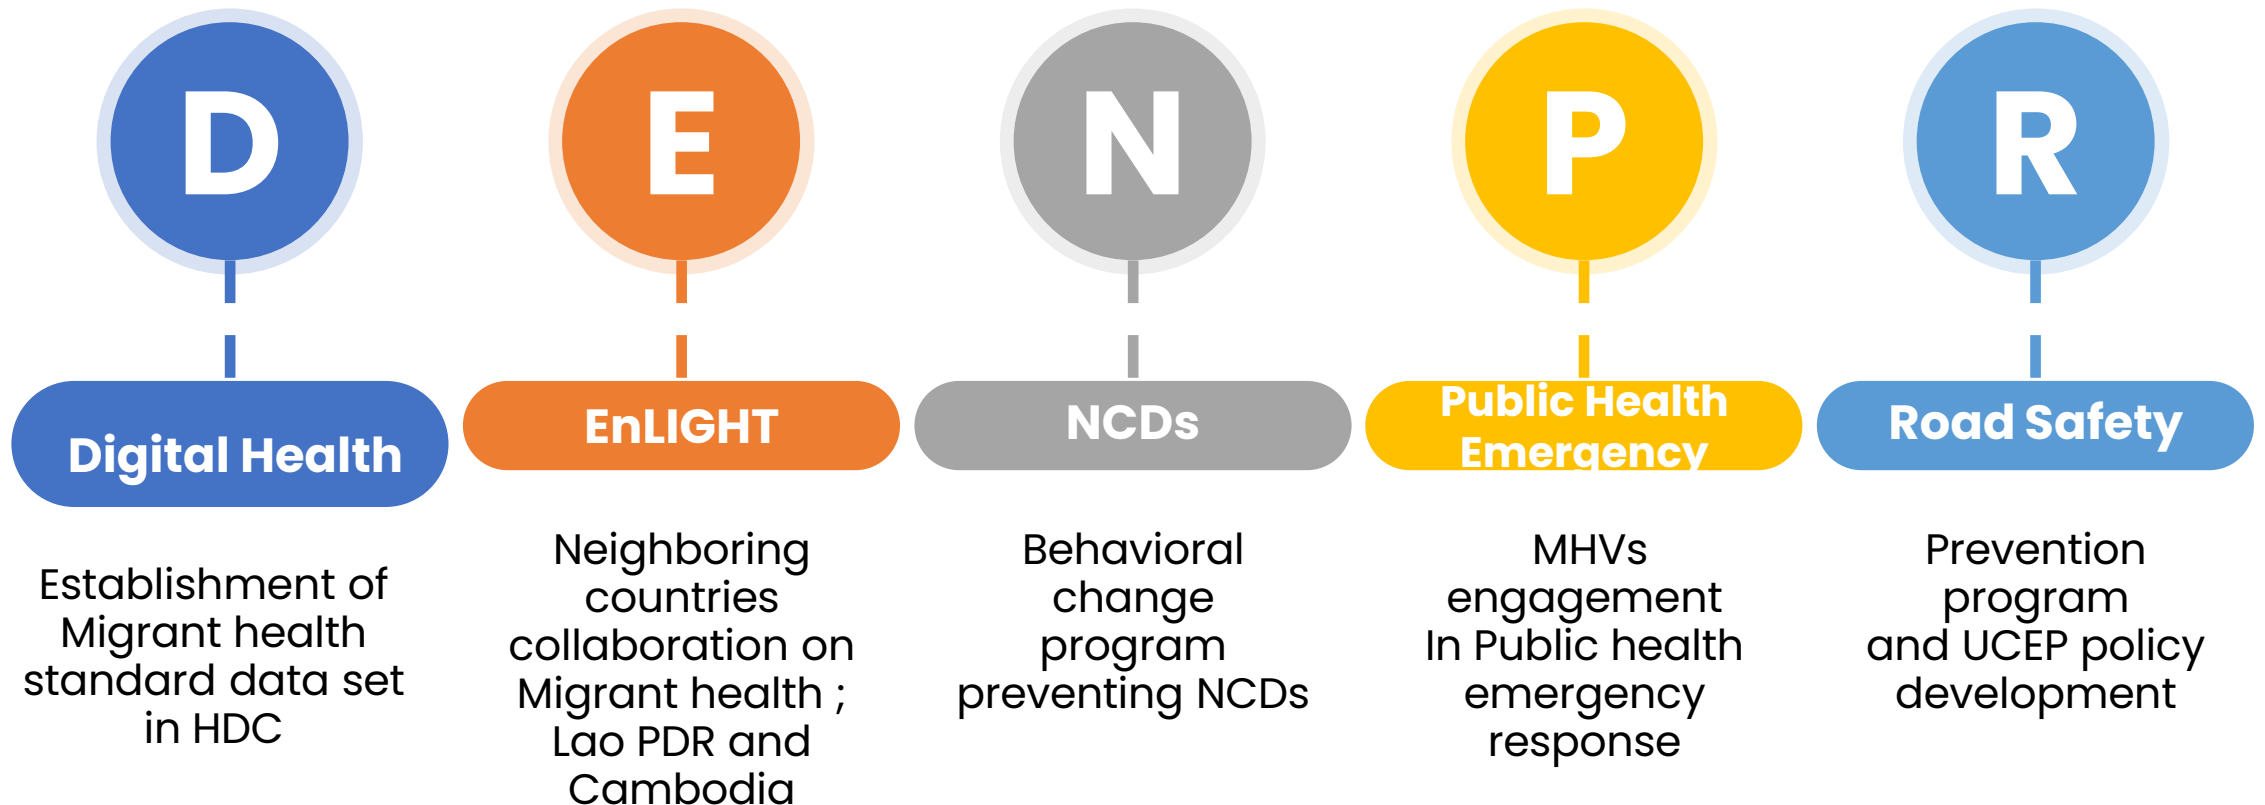 D
Digital Health
Establishment of
Migrant health
standard data set
in HDC
E
EnLIGHT
Neighboring
countries
collaboration on
Migrant health ;
Lao PDR and
Cambodia
N
NCDs
Behavioral
change
program
preventing NCDs
P
Public Health
Emergency
MHVs
engagement
In Public health
emergency
response
R
Road Safety
Prevention
program
and UCEP policy
development